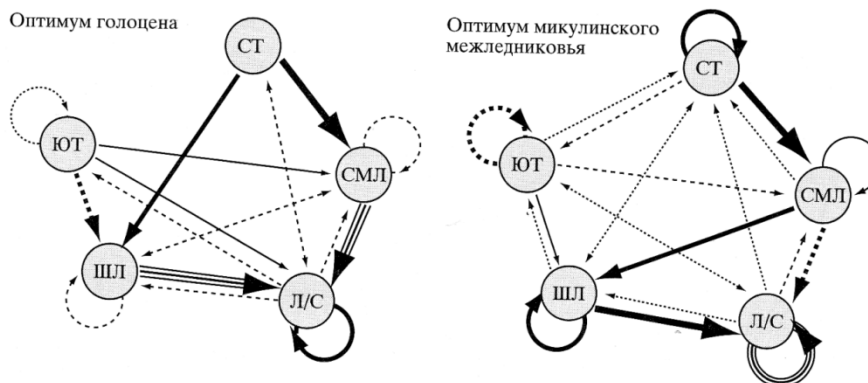 Оптимум голоцена
СТ
ЮТ
СМЛ
ШЛ
Л/С
Оптимум микулинского
межледниковья
СТ
ЮТ
СМЛ
ШЛ
Л/С